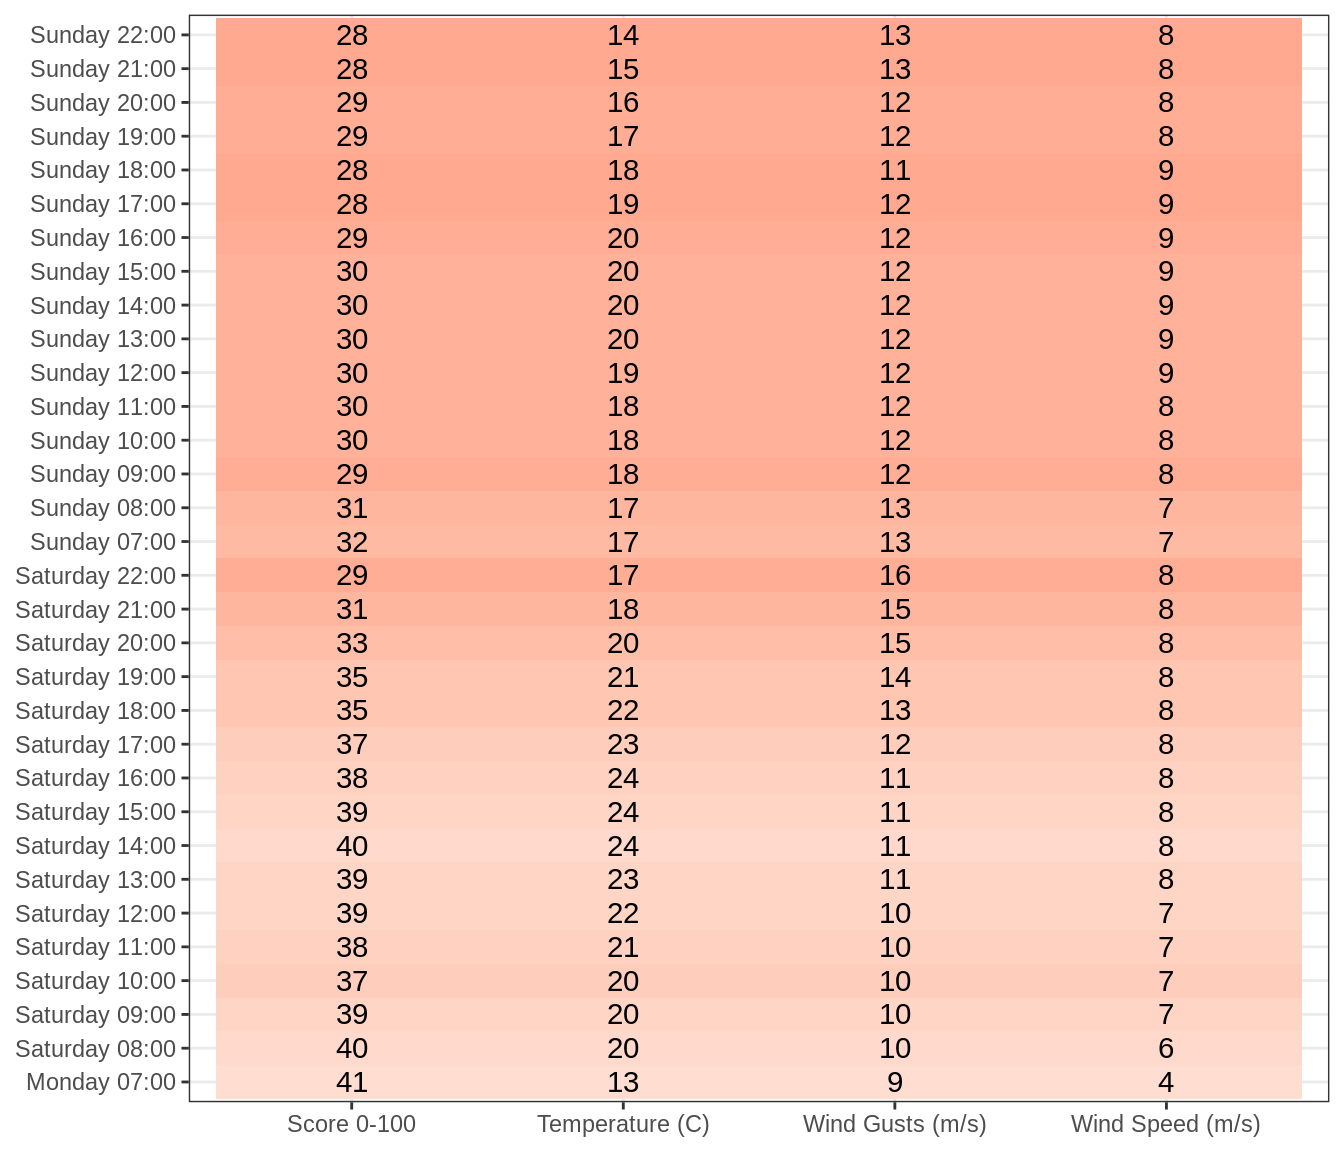 Sunday 22:00 28 14 13 8
Sunday 21:00 28 15 13 8
Sunday 20:00 29 16 12 8
Sunday 19:00 29 17 12 8
Sunday 18:00 28 18 11 9
Sunday 17:00 28 19 12 9
Sunday 16:00 29 20 12 9
Sunday 15:00 30 20 12 9
Sunday 14:00 30 20 12 9
Sunday 13:00 30 20 12 9
Sunday 12:00 30 19 12 9
Sunday 11:00 30 18 12 8
Sunday 10:00 30 18 12 8
Sunday 09:00 29 18 12 8
Sunday 08:00 31 17 13 7
Sunday 07:00 32 17 13 7
Saturday 22:00 29 17 16 8
Saturday 21:00 31 18 15 8
Saturday 20:00 33 20 15 8
Saturday 19:00 35 21 14 8
Saturday 18:00 35 22 13 8
Saturday 17:00 37 23 12 8
Saturday 16:00 38 24 11 8
Saturday 15:00 39 24 11 8
Saturday 14:00 40 24 11 8
Saturday 13:00 39 23 11 8
Saturday 12:00 39 22 10 7
Saturday 11:00 38 21 10 7
Saturday 10:00 37 20 10 7
Saturday 09:00 39 20 10 7
Saturday 08:00 40 20 10 6
Monday 07:00 41 13 9 4
Score 0-100 Temperature (C) Wind Gusts (m/s) Wind Speed (m/s)